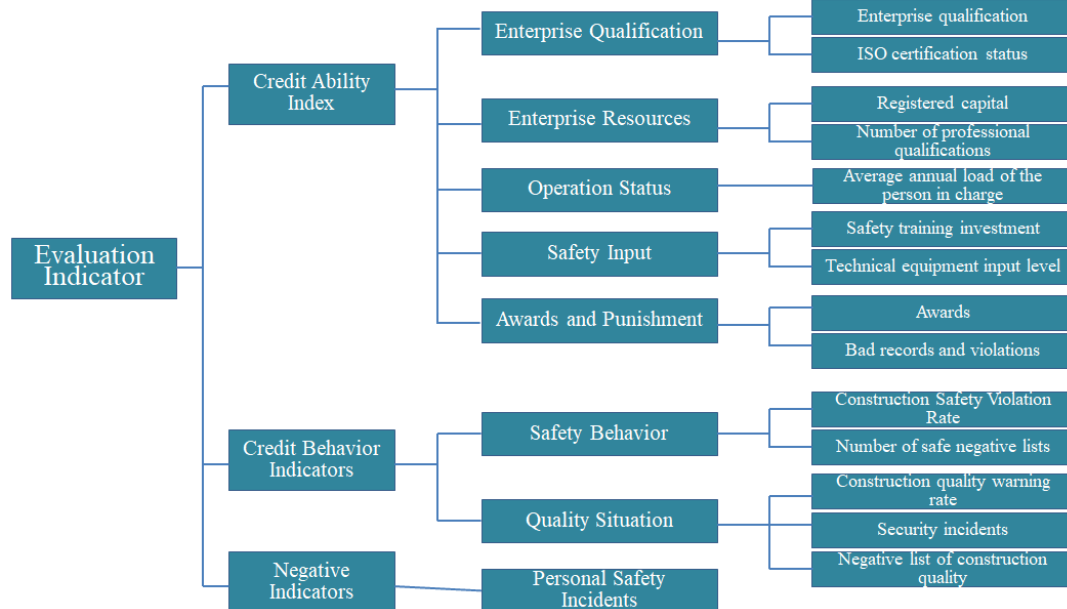 Evaluation
Indicator
Credit Ability
Index
Enterprise Qualification
Enterprise qualification
ISO certification status
Enterprise Resources
Registered capital
Number of professional
qualifications
Operation Status
Average annual load of the
person in charge
Safety Input
Safety training investment
Technical equipment input level
Awards and Punishment
Awards
Bad records and violations
Credit Behavior
Indicators
Safety Behavior
Construction Safety Violation
Rate
Number of safe negative lists
Quality Situation
Construction quality warning
rate
Security incidents
Negative list of construction
quality
Negative
Indicators
Personal Safety
Incidents